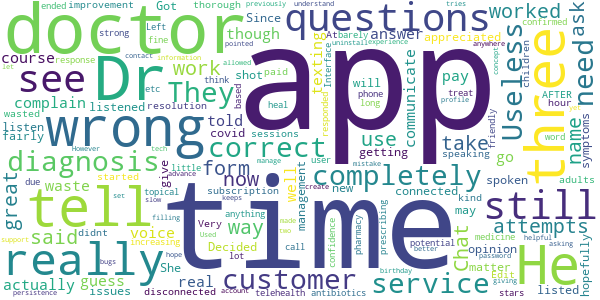 ended improvement Got thorough barely understand tries
previously At
doctor questions
strong Since though answer appreciated confirmed
Left fine
course response work texting
see Dr They worked ask
app three
Useless need
complain think shot paid Interface etc contact
listened resolution phone long heal
pay will treat profile anywhere concept
wasted hour AFTER children
listen fairly
wrong told covid sessions
based responded communicate
correct use take name symptoms
diagnosis form getting speaking friendly
However tech user
give little manage
great waste due topical adults
now well management new connected go spoken
started advance mistake kind
tell completely still
subscription create may
time
said way Chat attempts
voice Very anything
set slow increasing
didnt Decided lot call
She opinion hopefully
really customer service He
made two confidence pharmacy prescribing potential better
matter edit medicine helpful asking
actually guess real Used keeps
issues disconnected
support filling hope
bugs account telehealth antibiotics
birthday password giving stars listed
persistence